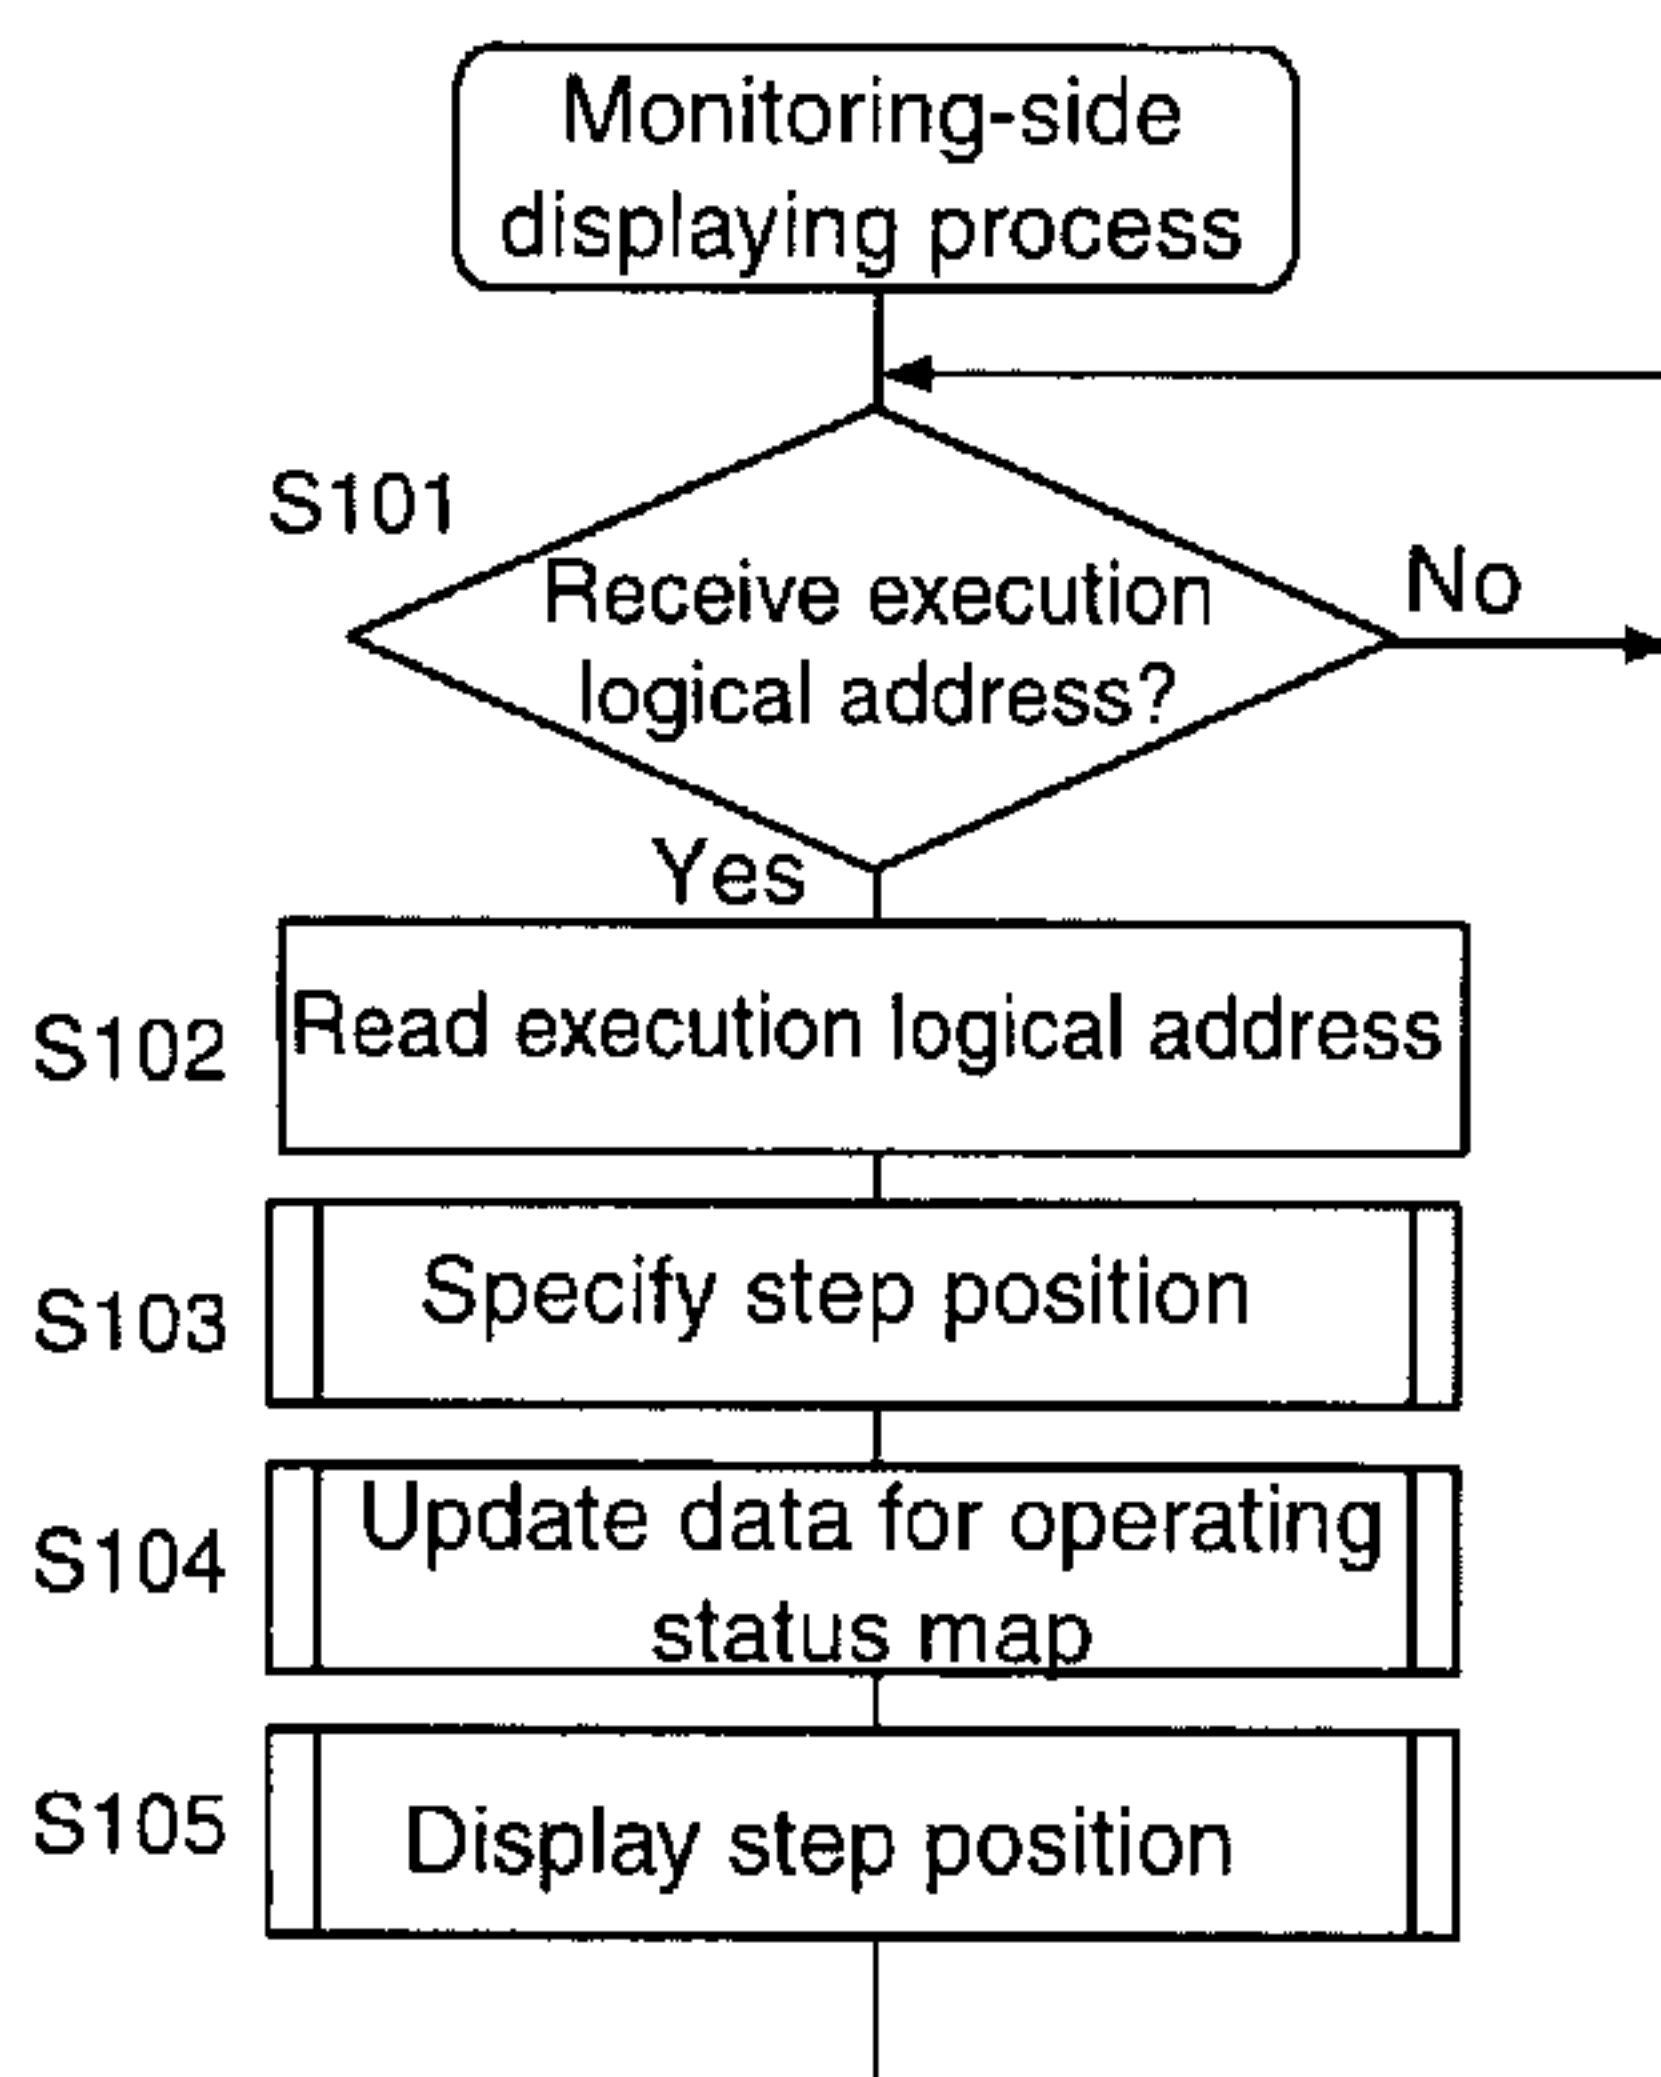 Monitoring-side
displaying process
S101
Receive execution
logical address?
No
Yes
S102
Read execution logical address
S103
Specify step position
S104
Update data for operating
status map
S105
Display step position